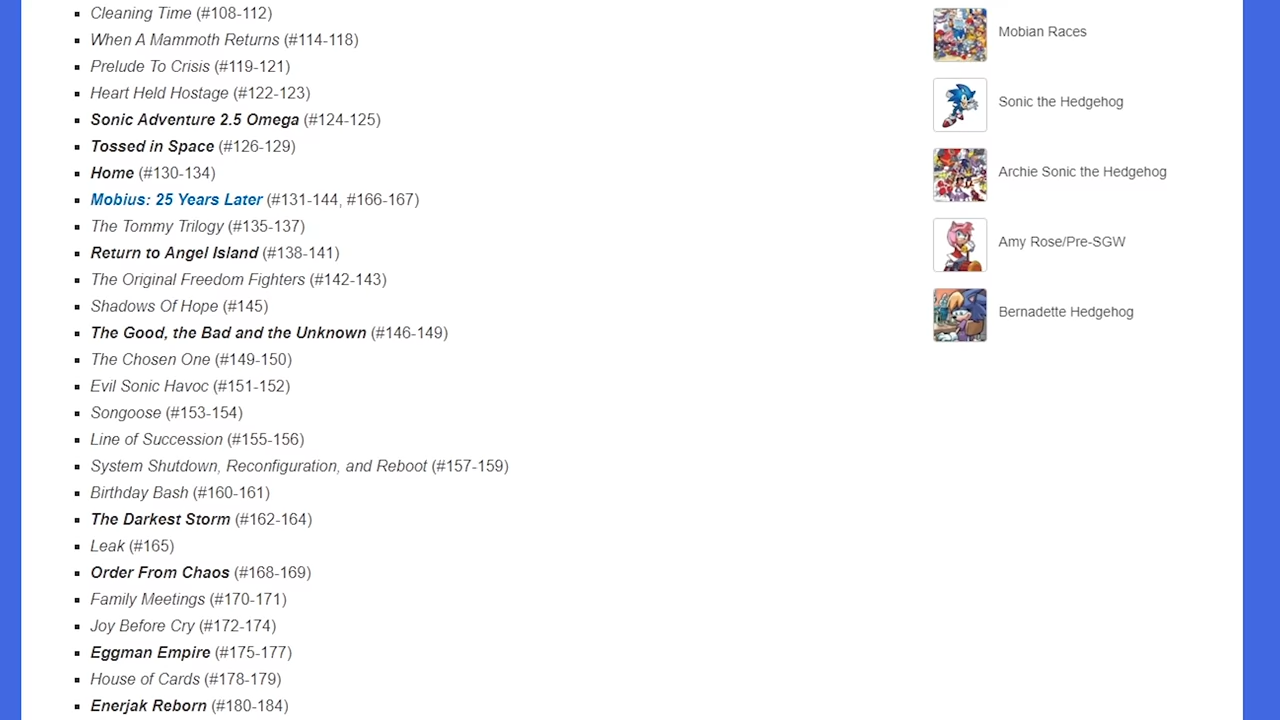 Cleaning Time (#108-112)
When A Mammoth Returns (#114-118)
Prelude To Crisis (#119-121)
Heart Held Hostage (#122-123)
Sonic Adventure 2.5 Omega (#124-125)
Tossed in Space (#126-129)
Home (#130-134)
Mobius: 25 Years Later (#131-144, #166-167)
The Tommy Trilogy (#135-137)
Return to Angel Island (#138-141)
The Original Freedom Fighters (#142-143)
Shadows Of Hope (#145)
The Good, the Bad and the Unknown (#146-149)
The Chosen One (#149-150)
Evil Sonic Havoc (#151-152)
Songoose (#153-154)
Line of Succession (#155-156)
System Shutdown, Reconfiguration, and Reboot (#157-159)
Birthday Bash (#160-161)
The Darkest Storm (#162-164)
Leak (#165)
Order From Chaos (#168-169)
Family Meetings (#170-171)
Joy Before Cry (#172-174)
Eggman Empire (#175-177)
House of Cards (#178-179)
Enerjak Reborn (#180-184)
Mobian Races
Sonic the Hedgehog
Archie Sonic the Hedgehog
Amy Rose/Pre-SGW
Bernadette Hedgehog